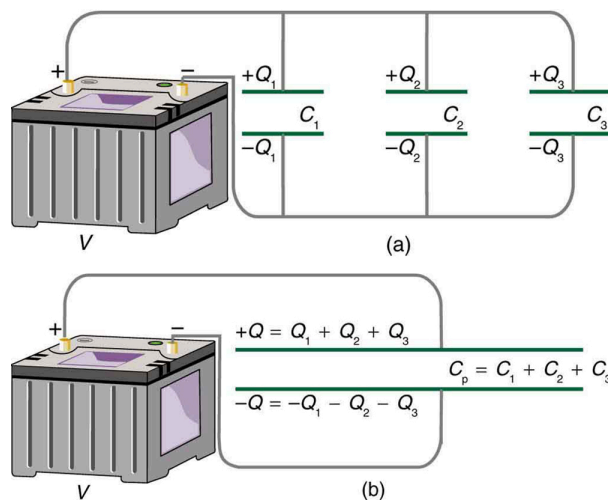 + −
+Q₁ +Q₂ +Q₃
C₁ C₂ C₃
−Q₁ −Q₂ −Q₃
V
(a)
+ −
+Q = Q₁ + Q₂ + Q₃
Cₚ = C₁ + C₂ + C₃
−Q = −Q₁ − Q₂ − Q₃
V
(b)